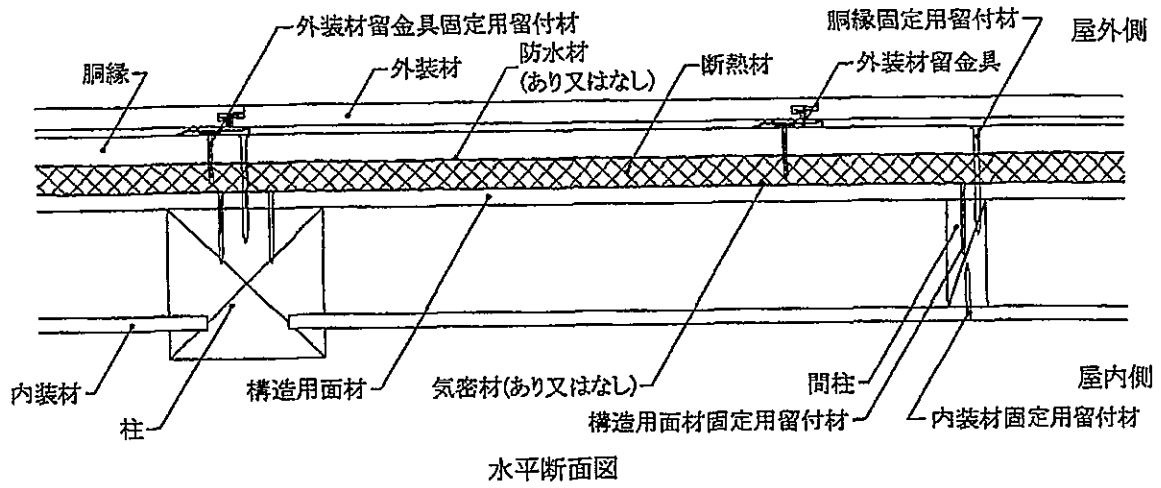 外装材留金具固定用留付材
胴縁固定用留付材
屋外側
防水材
(あり又はなし)
胴縁
外装材
断熱材
外装材留金具
内装材
柱
構造用面材
気密材(あり又はなし)
間柱
屋内側
構造用面材固定用留付材
内装材固定用留付材
水平断面図